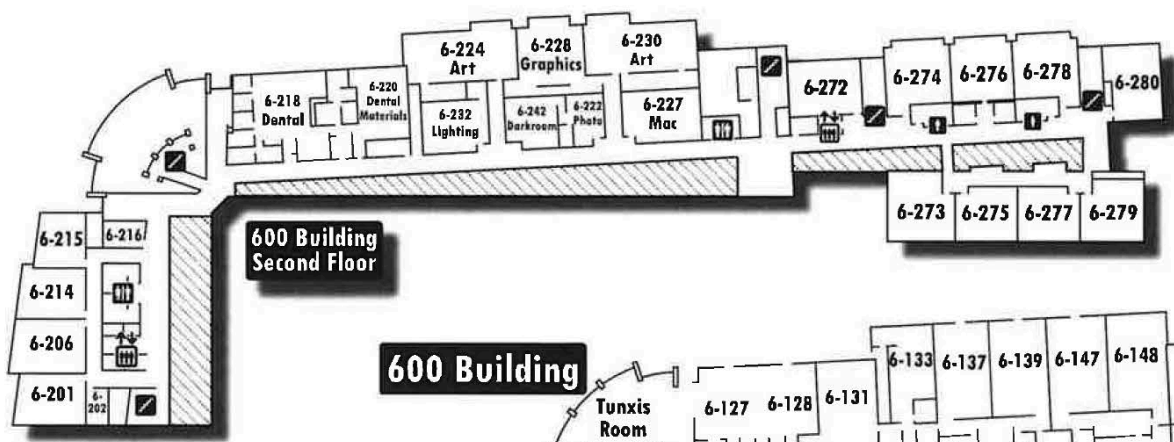 6-224
Art
6-228
Graphics
6-230
Art
6-218
Dental
6-220
Dental
Materials
6-232
Lighting
6-242
Darkroom
6-222
Photo
6-227
Mac
6-272
6-274
6-276
6-278
6-280
6-273
6-275
6-277
6-279
6-215
6-216
6-214
6-206
6-201
6-202
600 Building
Second Floor
600 Building
Tunxis
Room
6-127
6-128
6-131
6-133
6-137
6-139
6-147
6-148